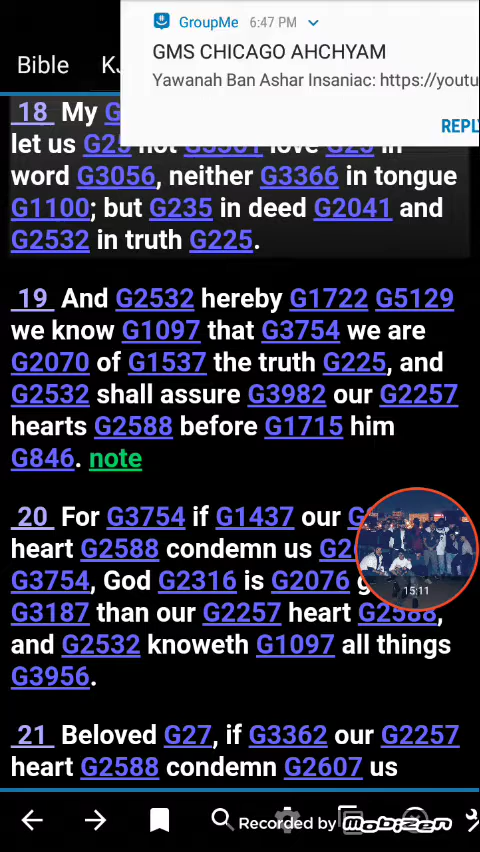 GroupMe 6:47 PM
GMS CHICAGO AHCHYAM
Yawanah Ban Ashar Insaniac: https://youtu
REPL
Bible
18 My
let us
word G3056, neither G3366 in tongue
G1100; but G235 in deed G2041 and
G2532 in truth G225.
19 And G2532 hereby G1722 G5129
we know G1097 that G3754 we are
G2070 of G1537 the truth G225, and
G2532 shall assure G3982 our G2257
hearts G2588 before G1715 him
G846. note
20 For G3754 if G1437 our
heart G2588 condemn us
G3754, God G2316 is G2076
15:11
G3187 than our G2257 heart G2588,
and G2532 knoweth G1097 all things
G3956.
21 Beloved G27, if G3362 our G2257
heart G2588 condemn G2607 us
Recorded by mobizen